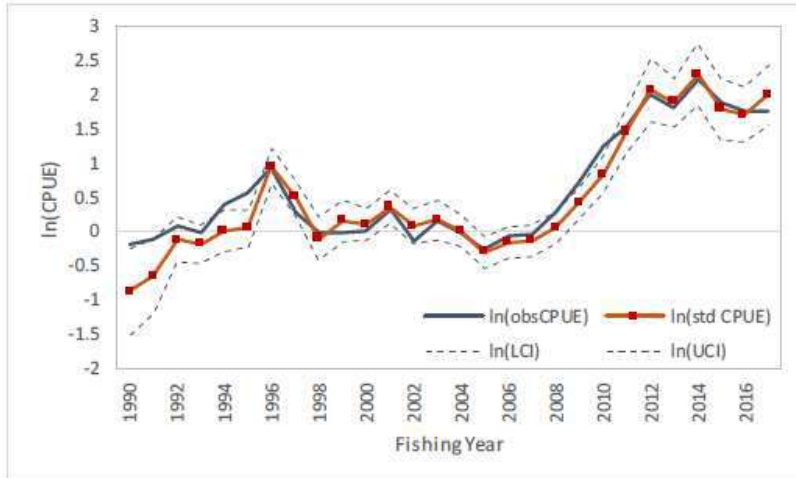 3
2.5
2
1.5
1
0.5
0
-0.5
-1
-1.5
-2
ln(CPUE)
ln(obsCPUE) ln(std CPUE)
ln(LCI) ln(UCI)
1990 1992 1994 1996 1998 2000 2002 2004 2006 2008 2010 2012 2014 2016
Fishing Year